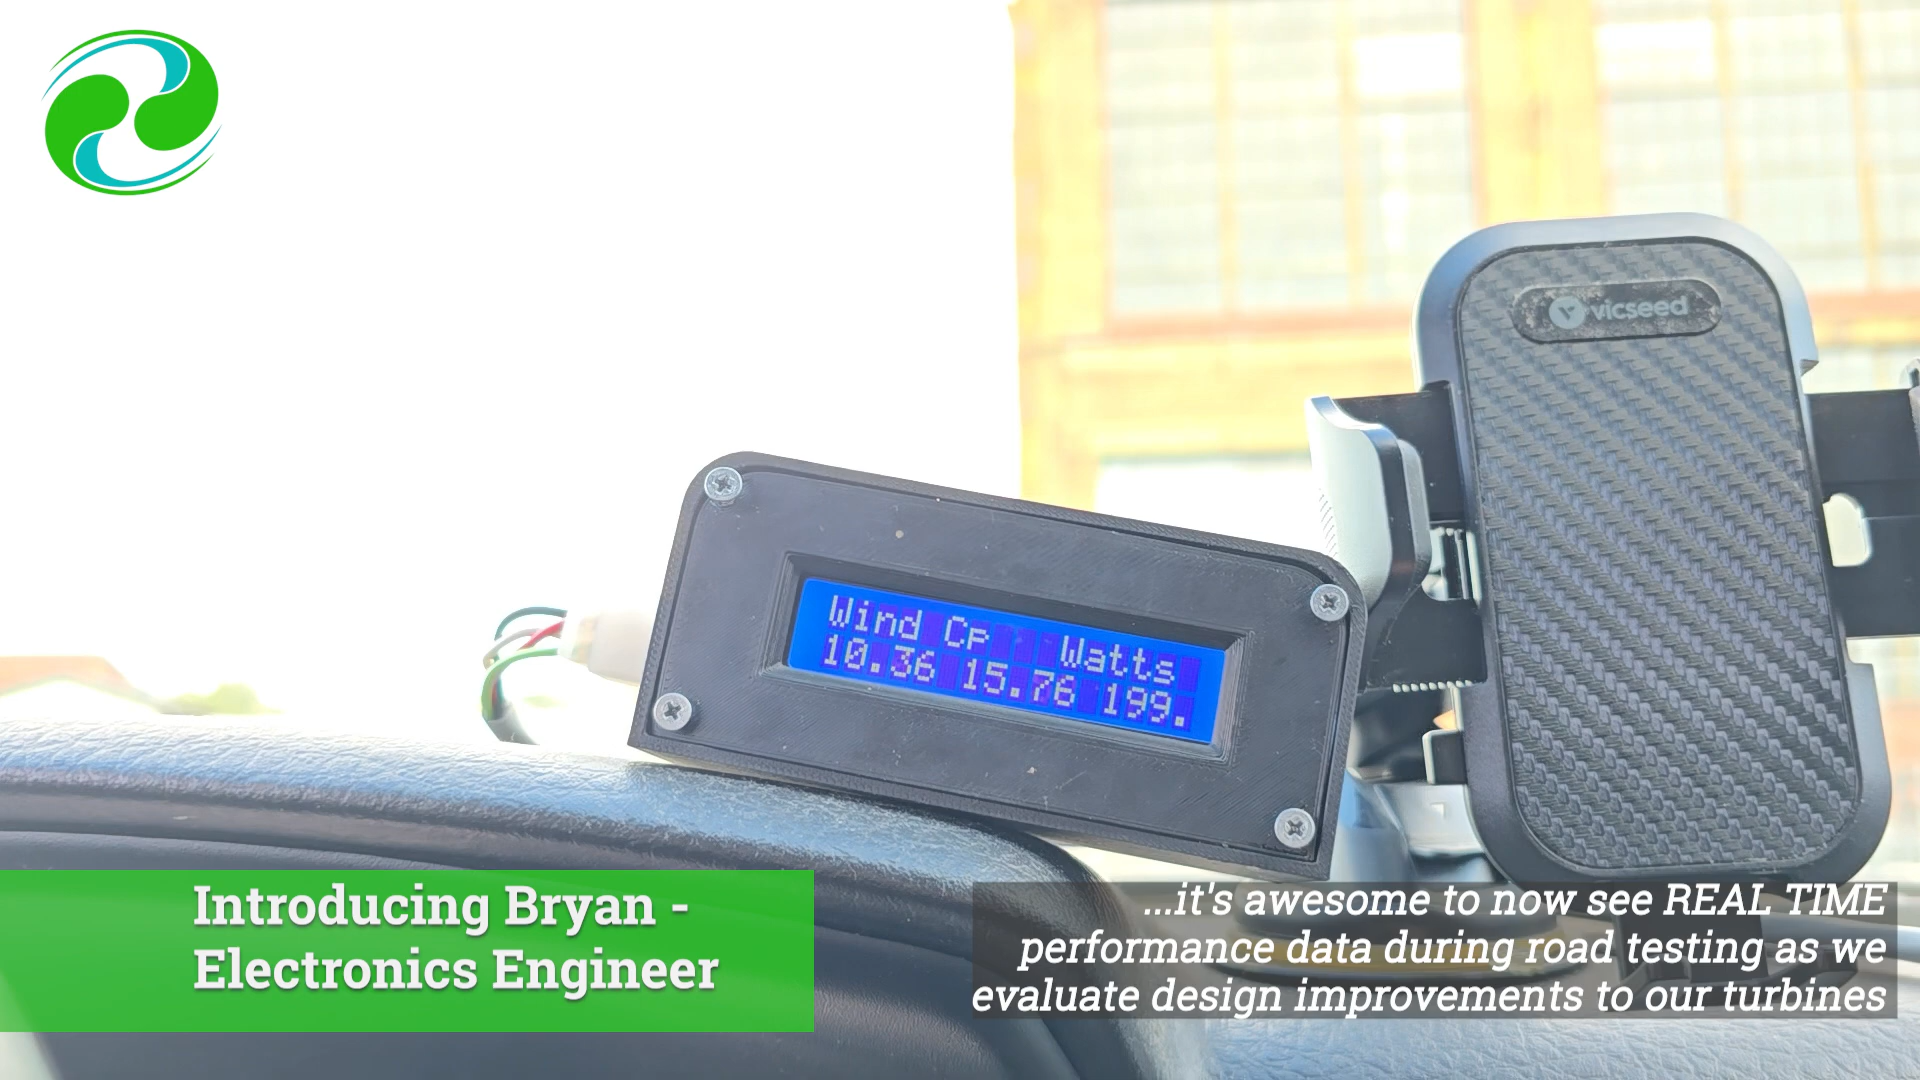 vicseed
Wind Cp Watts
10.36 15.76 199.
Introducing Bryan -
Electronics Engineer
...it's awesome to now see REAL TIME
performance data during road testing as we
evaluate design improvements to our turbines